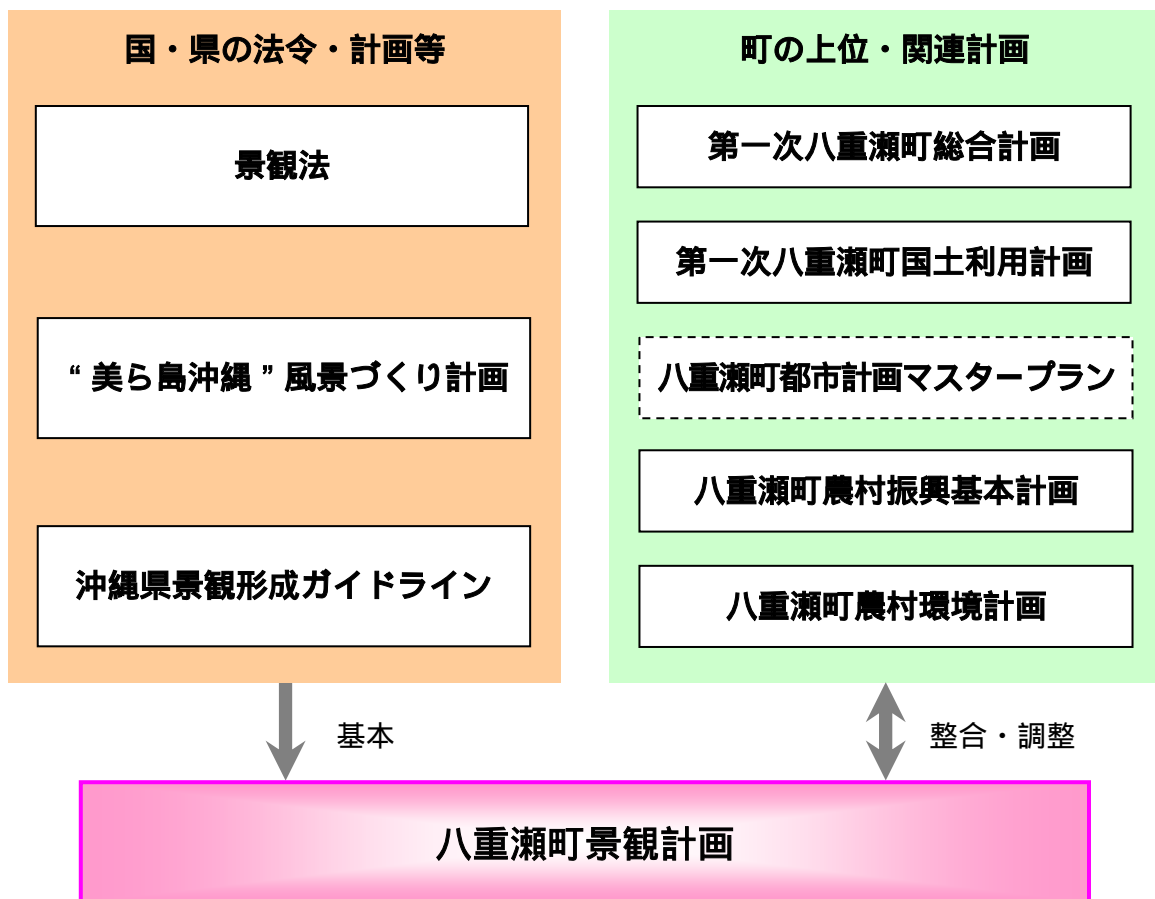 国・県の法令・計画等
景観法
“美ら島沖縄”風景づくり計画
沖縄県景観形成ガイドライン
町の上位・関連計画
第一次八重瀬町総合計画
第一次八重瀬町国土利用計画
八重瀬町都市計画マスタープラン
八重瀬町農村振興基本計画
八重瀬町農村環境計画
基本
整合・調整
八重瀬町景観計画